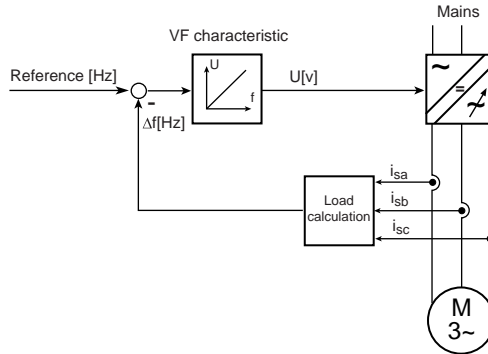 Mains
VF characteristic
Reference [Hz]
U
f
U[v]
~
=
~
-
Δf[Hz]
Load
calculation
isa
isb
isc
M
3~